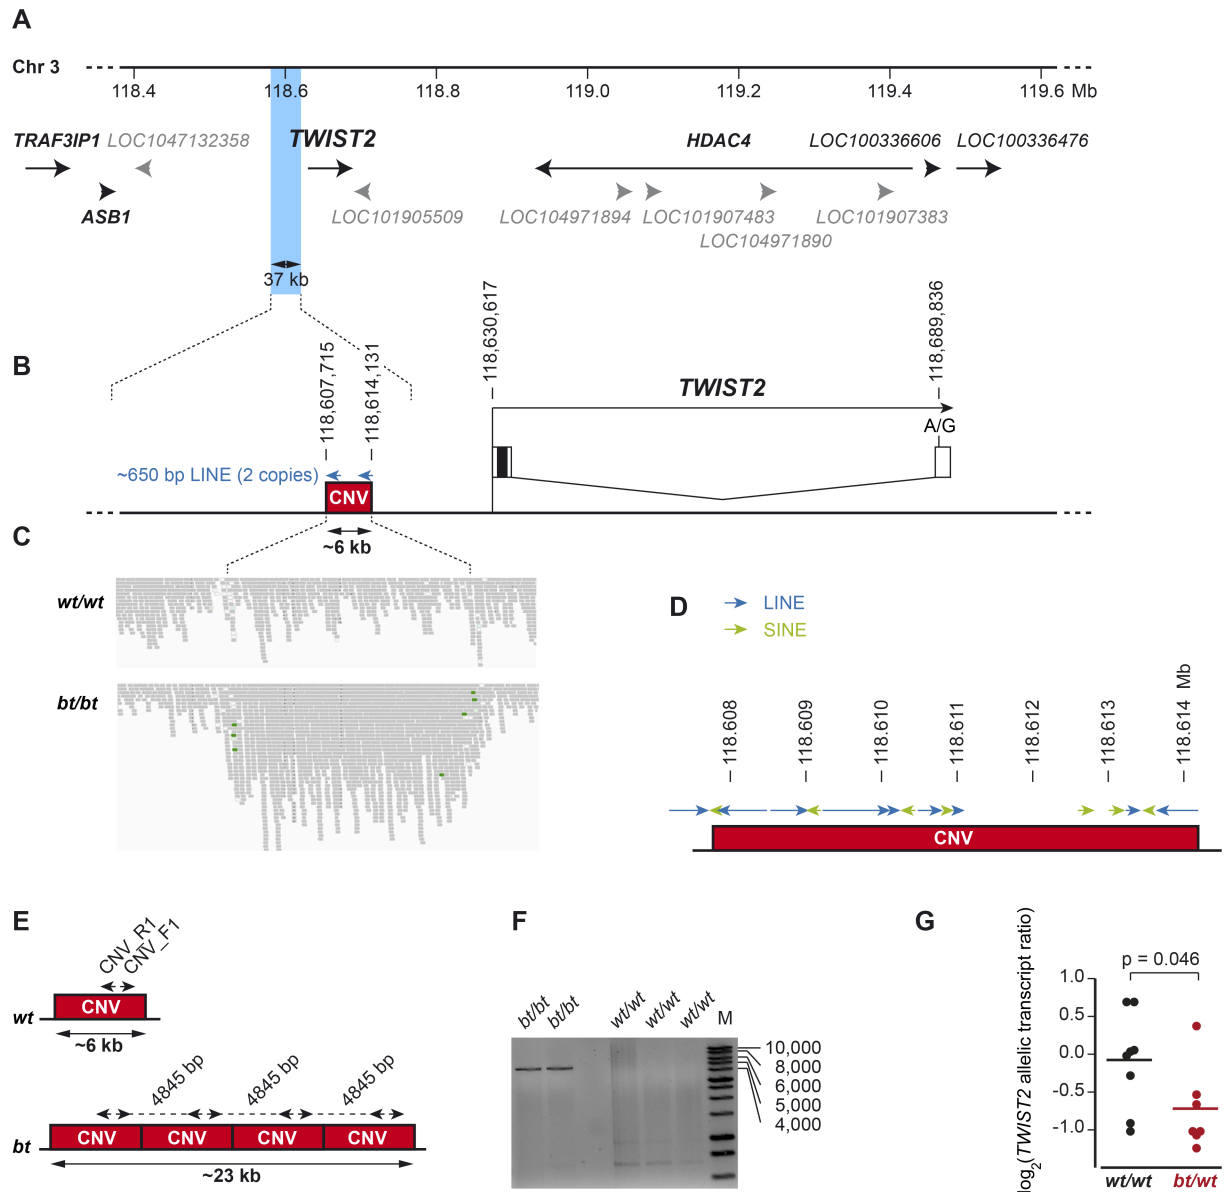 A
Chr 3
118.4 118.6 118.8 119.0 119.2 119.4 119.6 Mb
TRAF3IP1 LOC1047132358 TWIST2 HDAC4 LOC100336606 LOC100336476
ASB1 LOC101905509 LOC104971894 LOC101907483 LOC101907383
LOC104971890
37 kb
B
118,607,715
118,614,131
118,630,617
118,689,836
TWIST2
A/G
~650 bp LINE (2 copies)
CNV
~6 kb
C
wt/wt
bt/bt
D
LINE
SINE
118.608
118.609
118.610
118.611
118.612
118.613
118.614
Mb
CNV
E
CNV_R1
CNV_F1
CNV
wt
~6 kb
4845 bp 4845 bp 4845 bp
bt
CNV CNV CNV CNV
~23 kb
F
bt/bt bt/bt wt/wt wt/wt wt/wt M
10,000
8,000
6,000
5,000
4,000
G
log2(TWIST2 allelic transcript ratio)
p = 0.046
1.0
0.5
0.0
-0.5
-1.0
wt/wt bt/wt